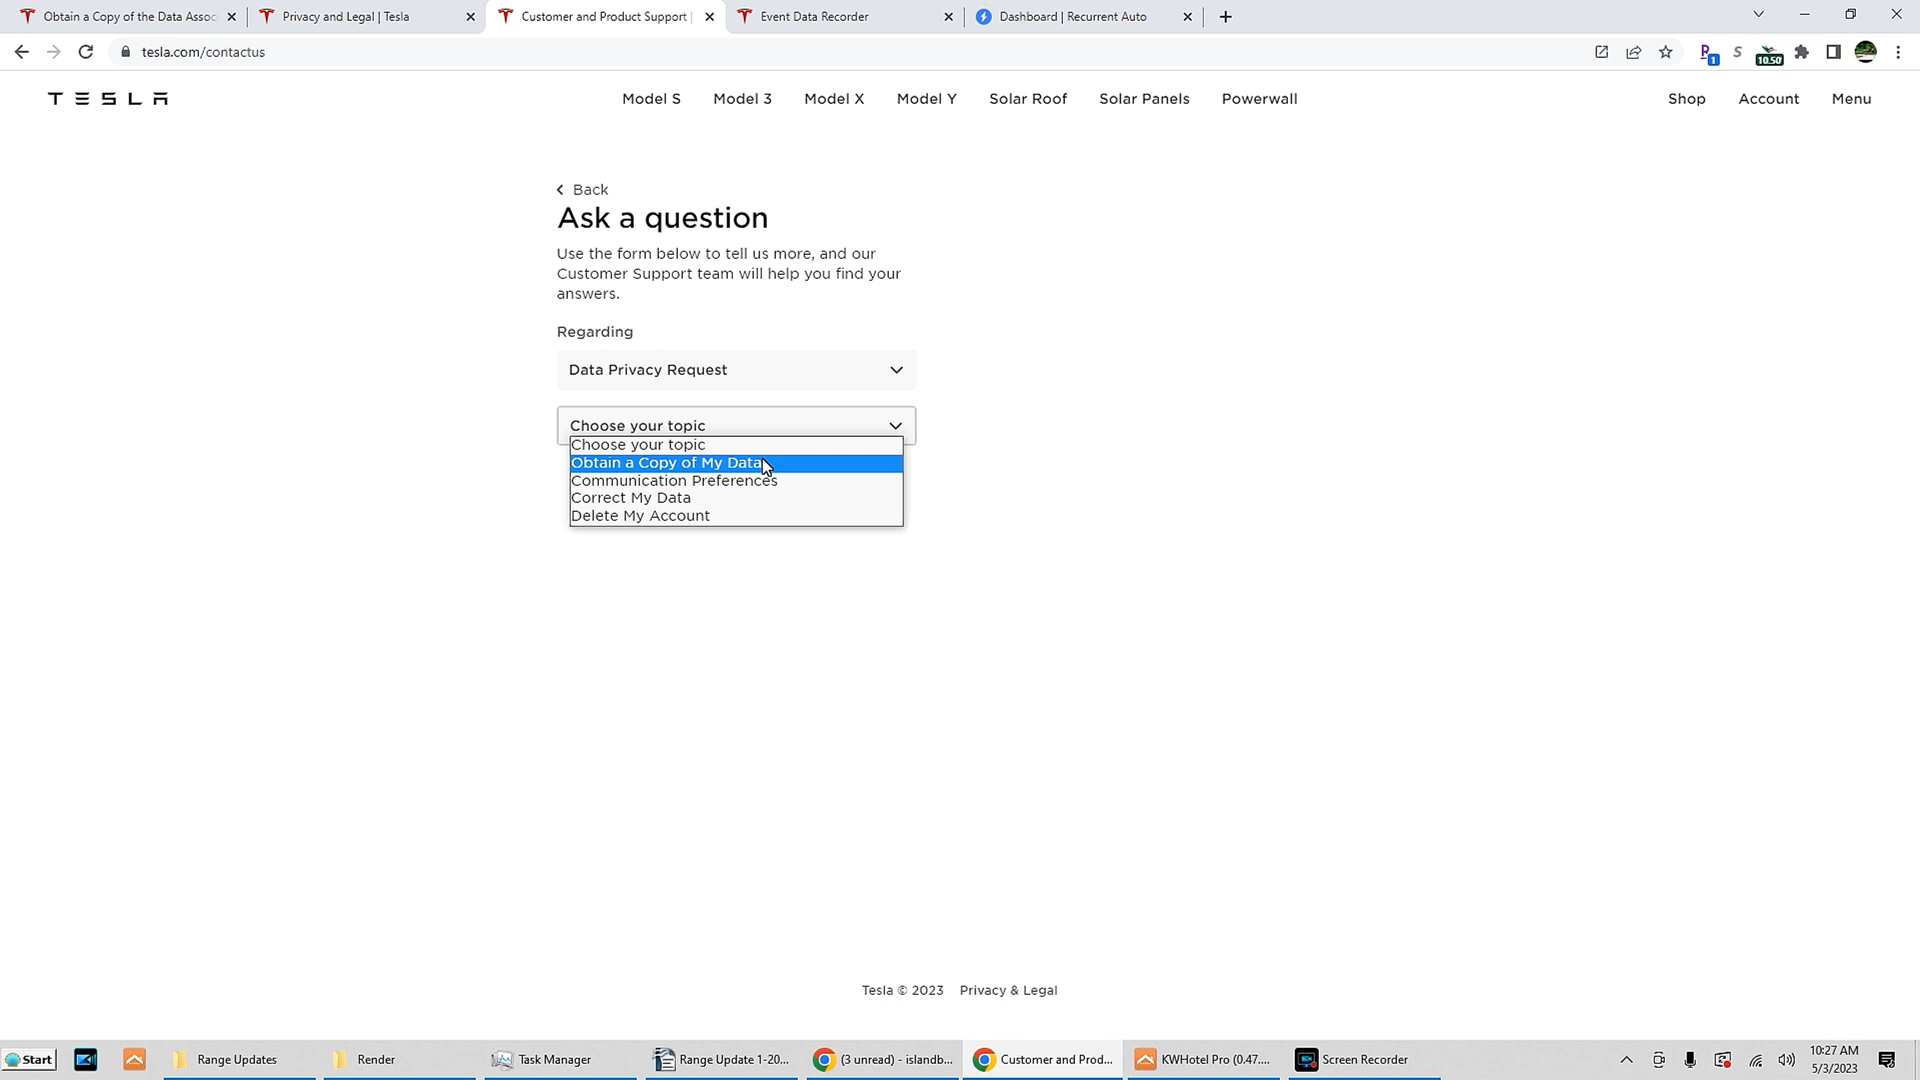 Obtain a Copy of the Data Assoc
Privacy and Legal | Tesla
Customer and Product Support |
Event Data Recorder
Dashboard | Recurrent Auto
tesla.com/contactus
1
S
10.50
TESLA
Model S
Model 3
Model X
Model Y
Solar Roof
Solar Panels
Powerwall
Shop
Account
Menu
Back
Ask a question
Use the form below to tell us more, and our
Customer Support team will help you find your
answers.
Regarding
Data Privacy Request
Choose your topic
Choose your topic
Obtain a Copy of My Data
Communication Preferences
Correct My Data
Delete My Account
Tesla © 2023
Privacy & Legal
Start
Range Updates
Render
Task Manager
Range Update 1-20...
(3 unread) - islandb...
Customer and Prod...
KWHotel Pro (0.47....
Screen Recorder
10:27 AM
5/3/2023